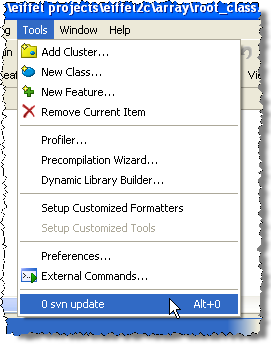 \eiffel projects\eiffel2c\array\root_class
Tools Window Help
Add Cluster...
New Class...
New Feature...
Remove Current Item
Profiler...
Precompilation Wizard...
Dynamic Library Builder...
Setup Customized Formatters
Setup Customized Tools
Preferences...
External Commands...
0 svn update Alt+0